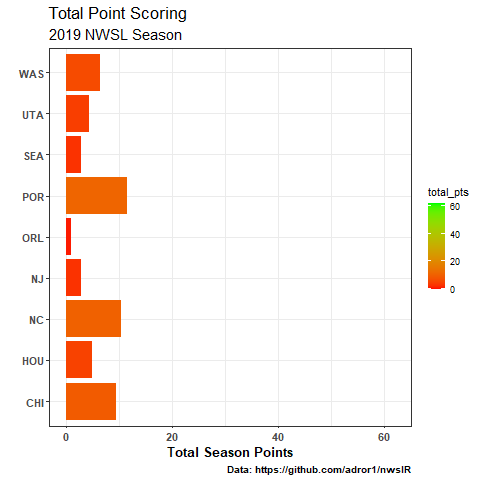 Total Point Scoring
2019 NWSL Season
WAS
UTA
SEA
POR
ORL
NJ
NC
HOU
CHI
0 20 40 60
Total Season Points
total_pts
60
40
20
0
Data: https://github.com/adror1/nwslR